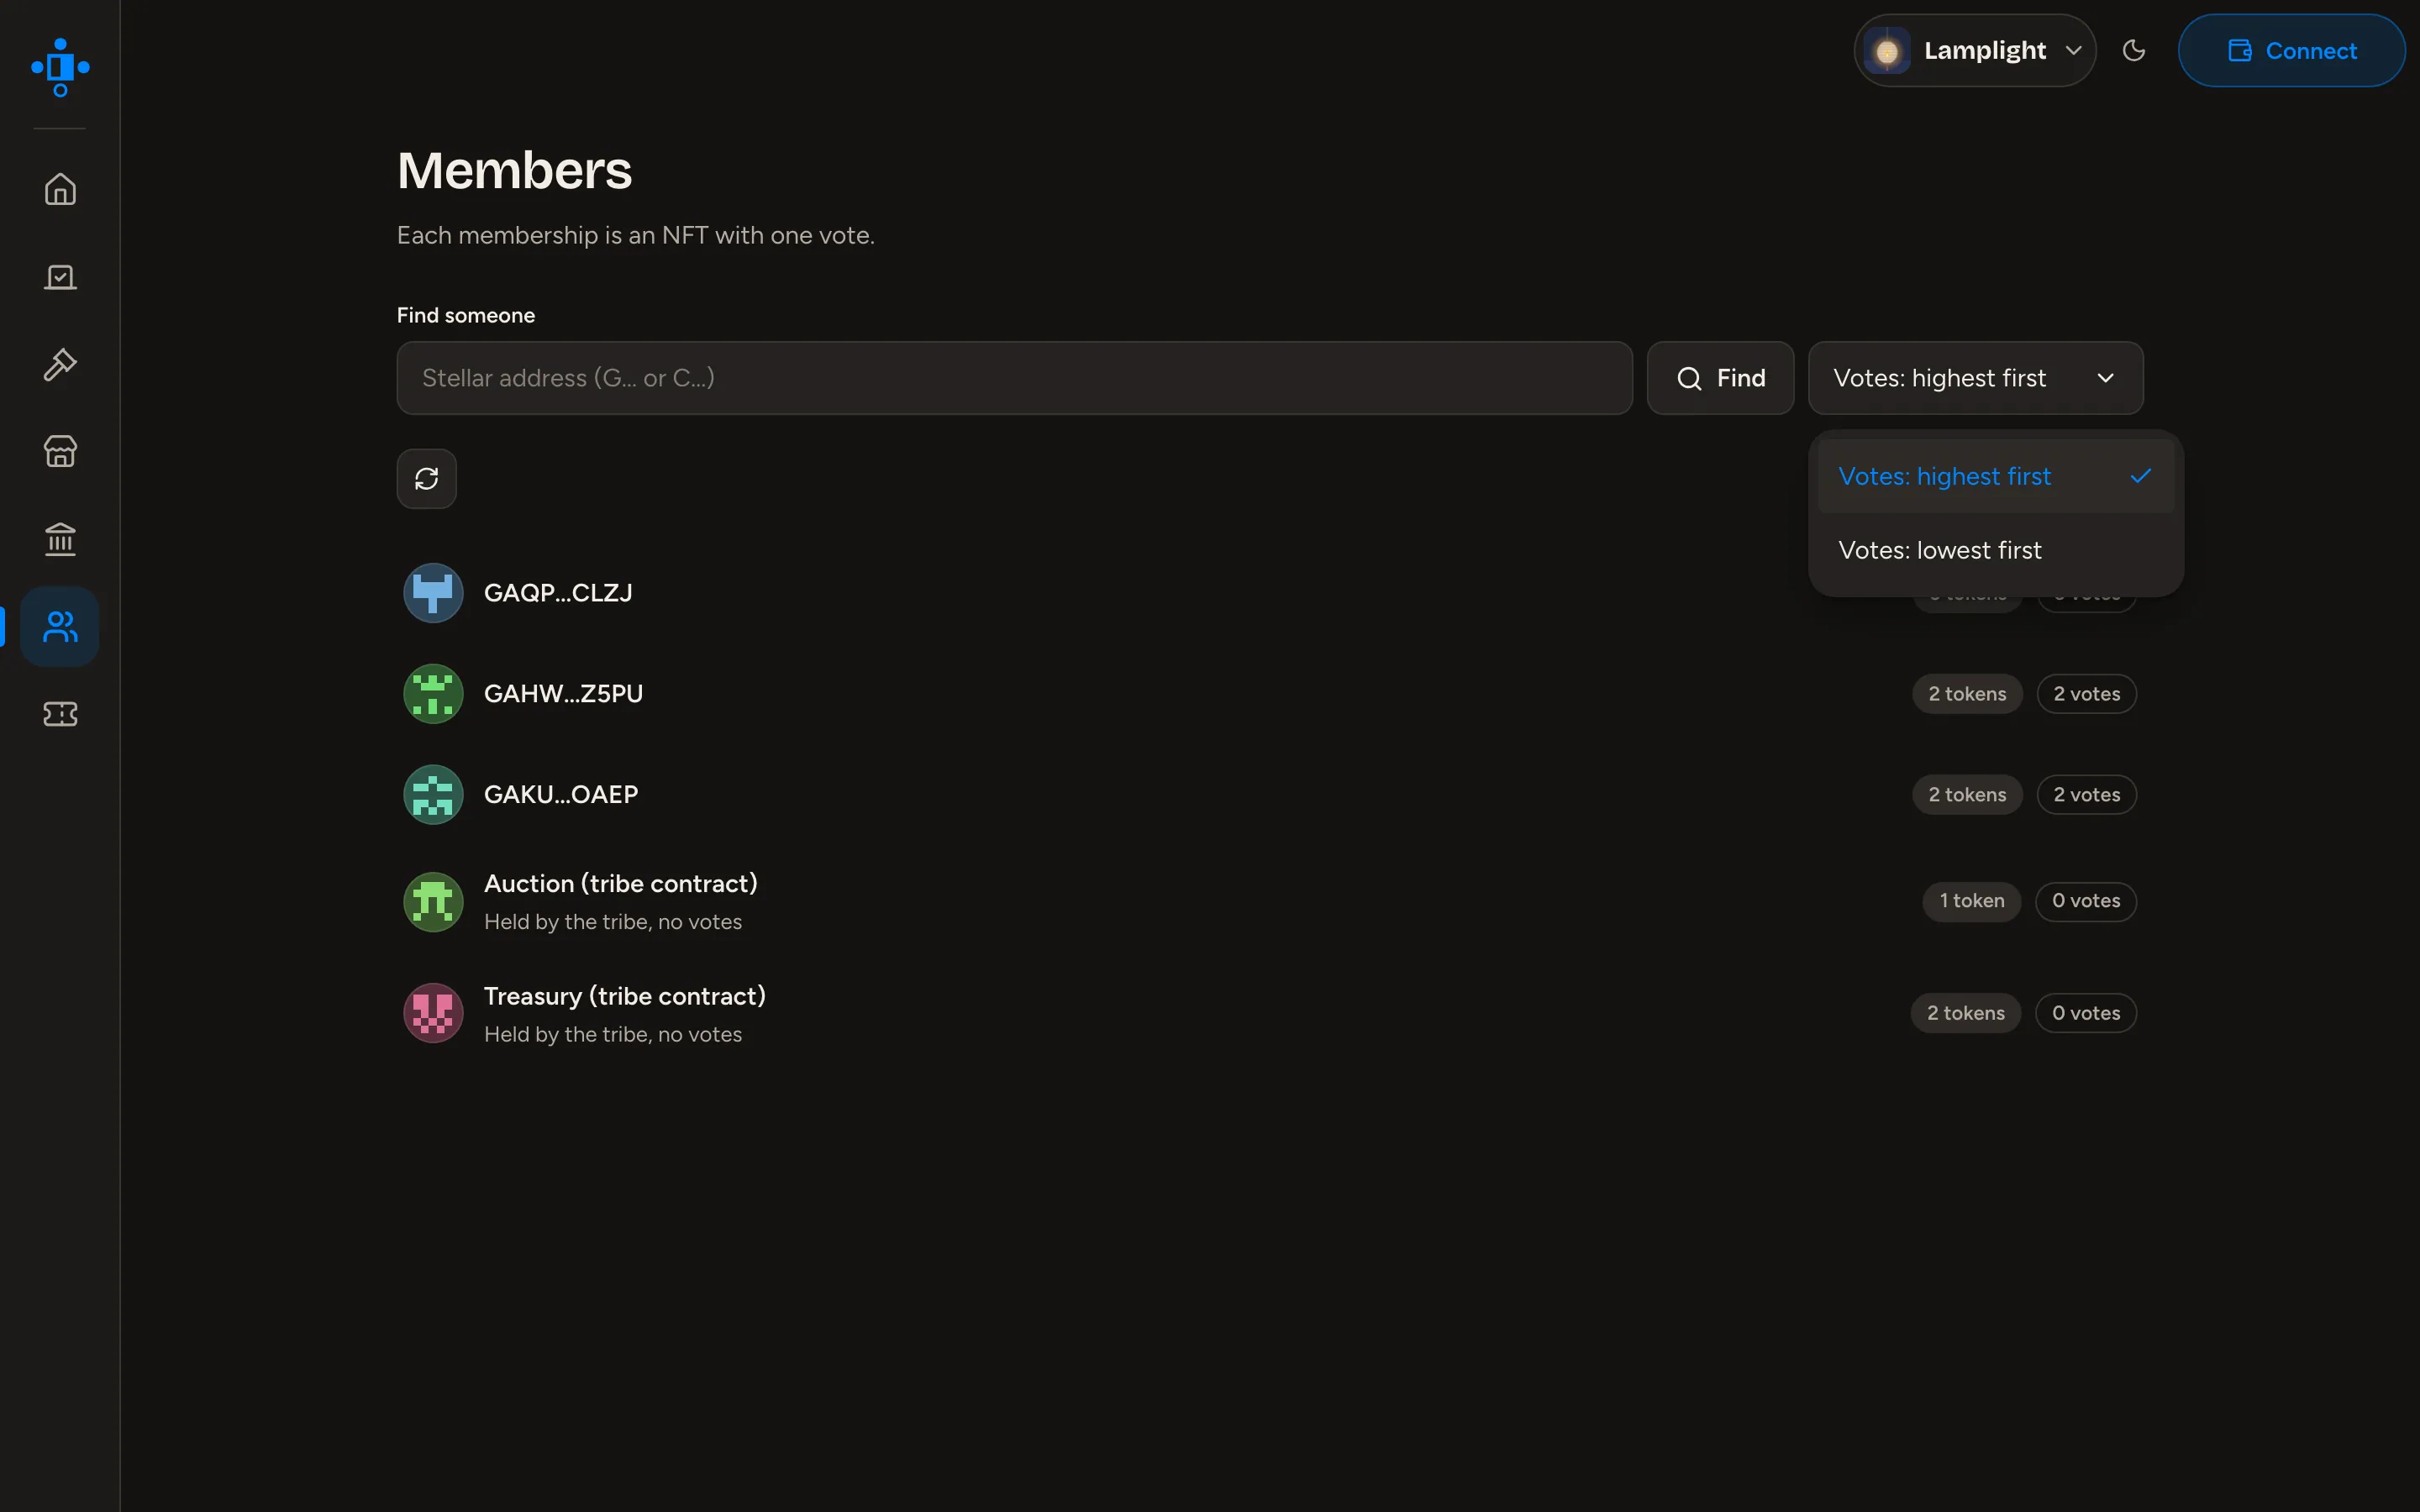 Lamplight
Connect
Members
Each membership is an NFT with one vote.
Find someone
Stellar address (G... or C...)
Find
Votes: highest first
Votes: highest first
Votes: lowest first
GAQP...CLZJ
GAHW...Z5PU
2 tokens
2 votes
GAKU...OAEP
2 tokens
2 votes
Auction (tribe contract)
Held by the tribe, no votes
1 token
0 votes
Treasury (tribe contract)
Held by the tribe, no votes
2 tokens
0 votes